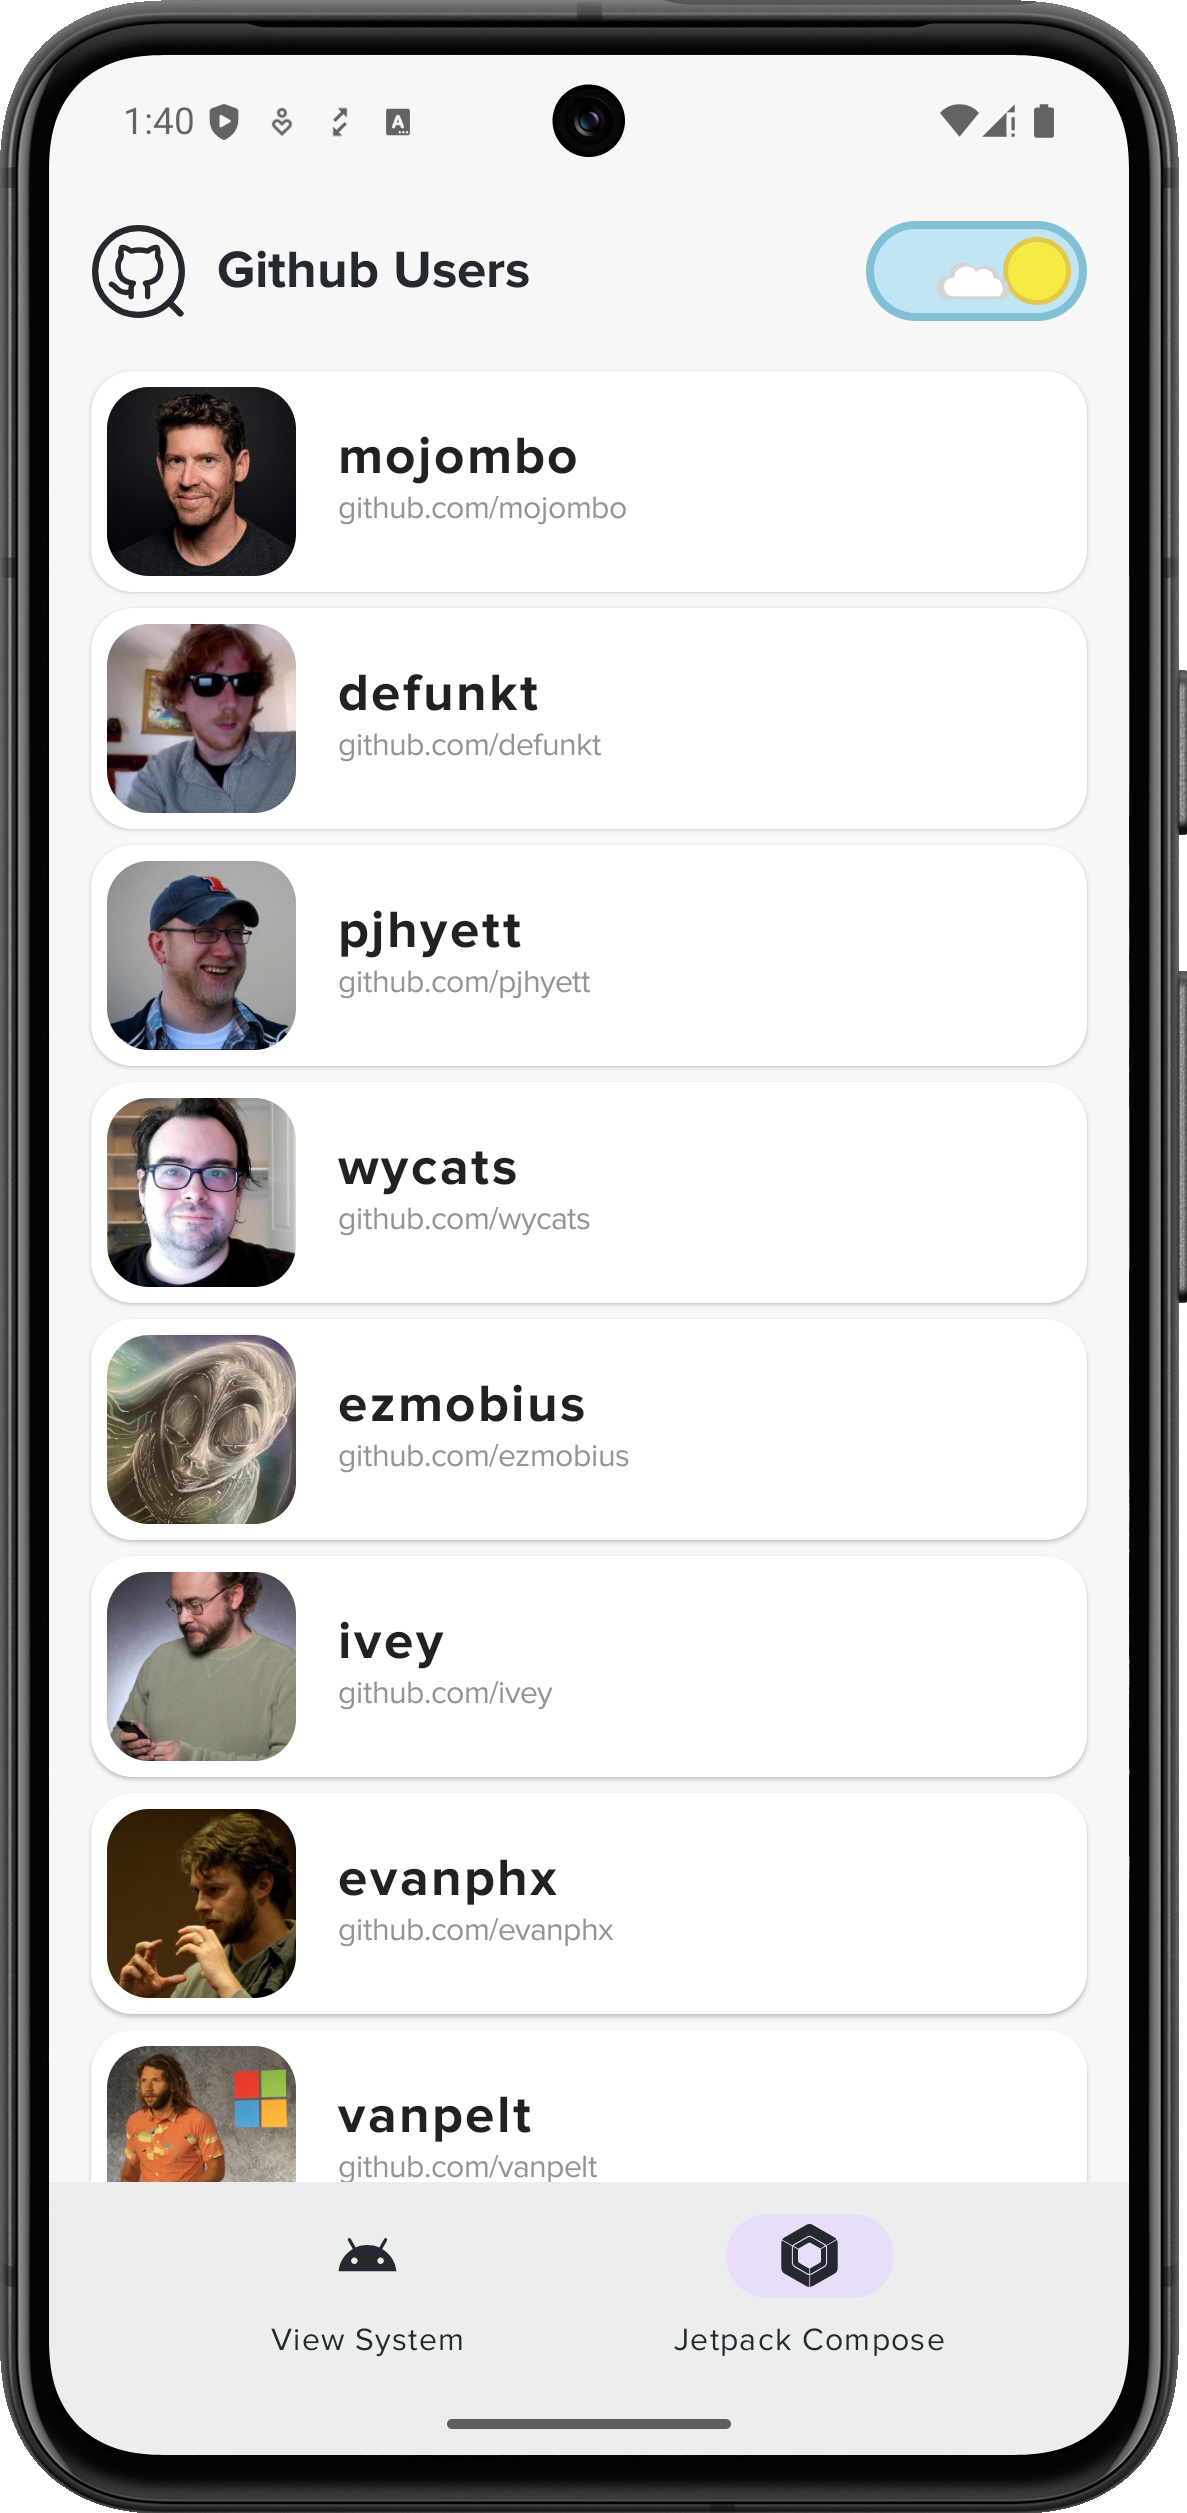 1:40
Github Users
mojombo
github.com/mojombo
defunkt
github.com/defunkt
pjhyett
github.com/pjhyett
wycats
github.com/wycats
ezmobius
github.com/ezmobius
ivey
github.com/ivey
evanphx
github.com/evanphx
vanpelt
github.com/vanpelt
View System
Jetpack Compose